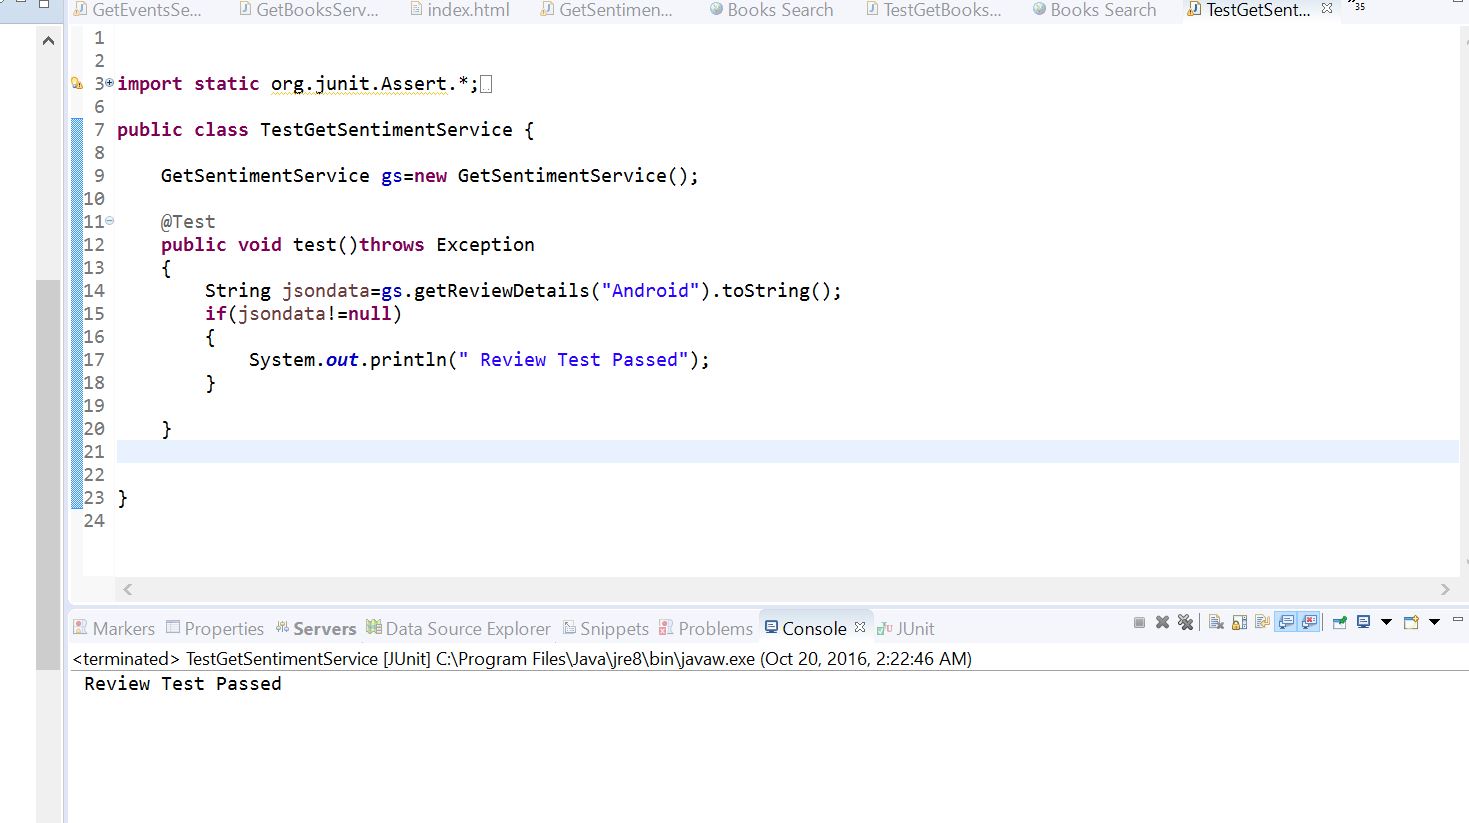 GetEventsSe... GetBooksServ... index.html GetSentimen... Books Search TestGetBooks... Books Search TestGetSent... »35
1
2
3 import static org.junit.Assert.*;
6
7 public class TestGetSentimentService {
8
9 GetSentimentService gs=new GetSentimentService();
10
11 @Test
12 public void test()throws Exception
13 {
14 String jsondata=gs.getReviewDetails("Android").toString();
15 if(jsondata!=null)
16 {
17 System.out.println(" Review Test Passed");
18 }
19
20 }
21
22
23 }
24
Markers Properties Servers Data Source Explorer Snippets Problems Console JUnit
<terminated> TestGetSentimentService [JUnit] C:\Program Files\Java\jre8\bin\javaw.exe (Oct 20, 2016, 2:22:46 AM)
Review Test Passed